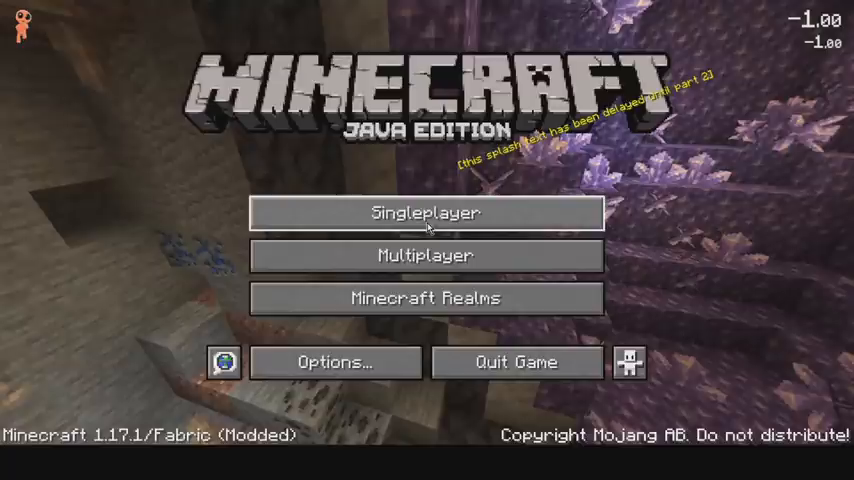 -1.00
-1.00
MINECRAFT
JAVA EDITION
[this splash text has been delayed until part 2]
Singleplayer
Multiplayer
Minecraft Realms
Options...
Quit Game
Minecraft 1.17.1/Fabric (Modded)
Copyright Mojang AB. Do not distribute!